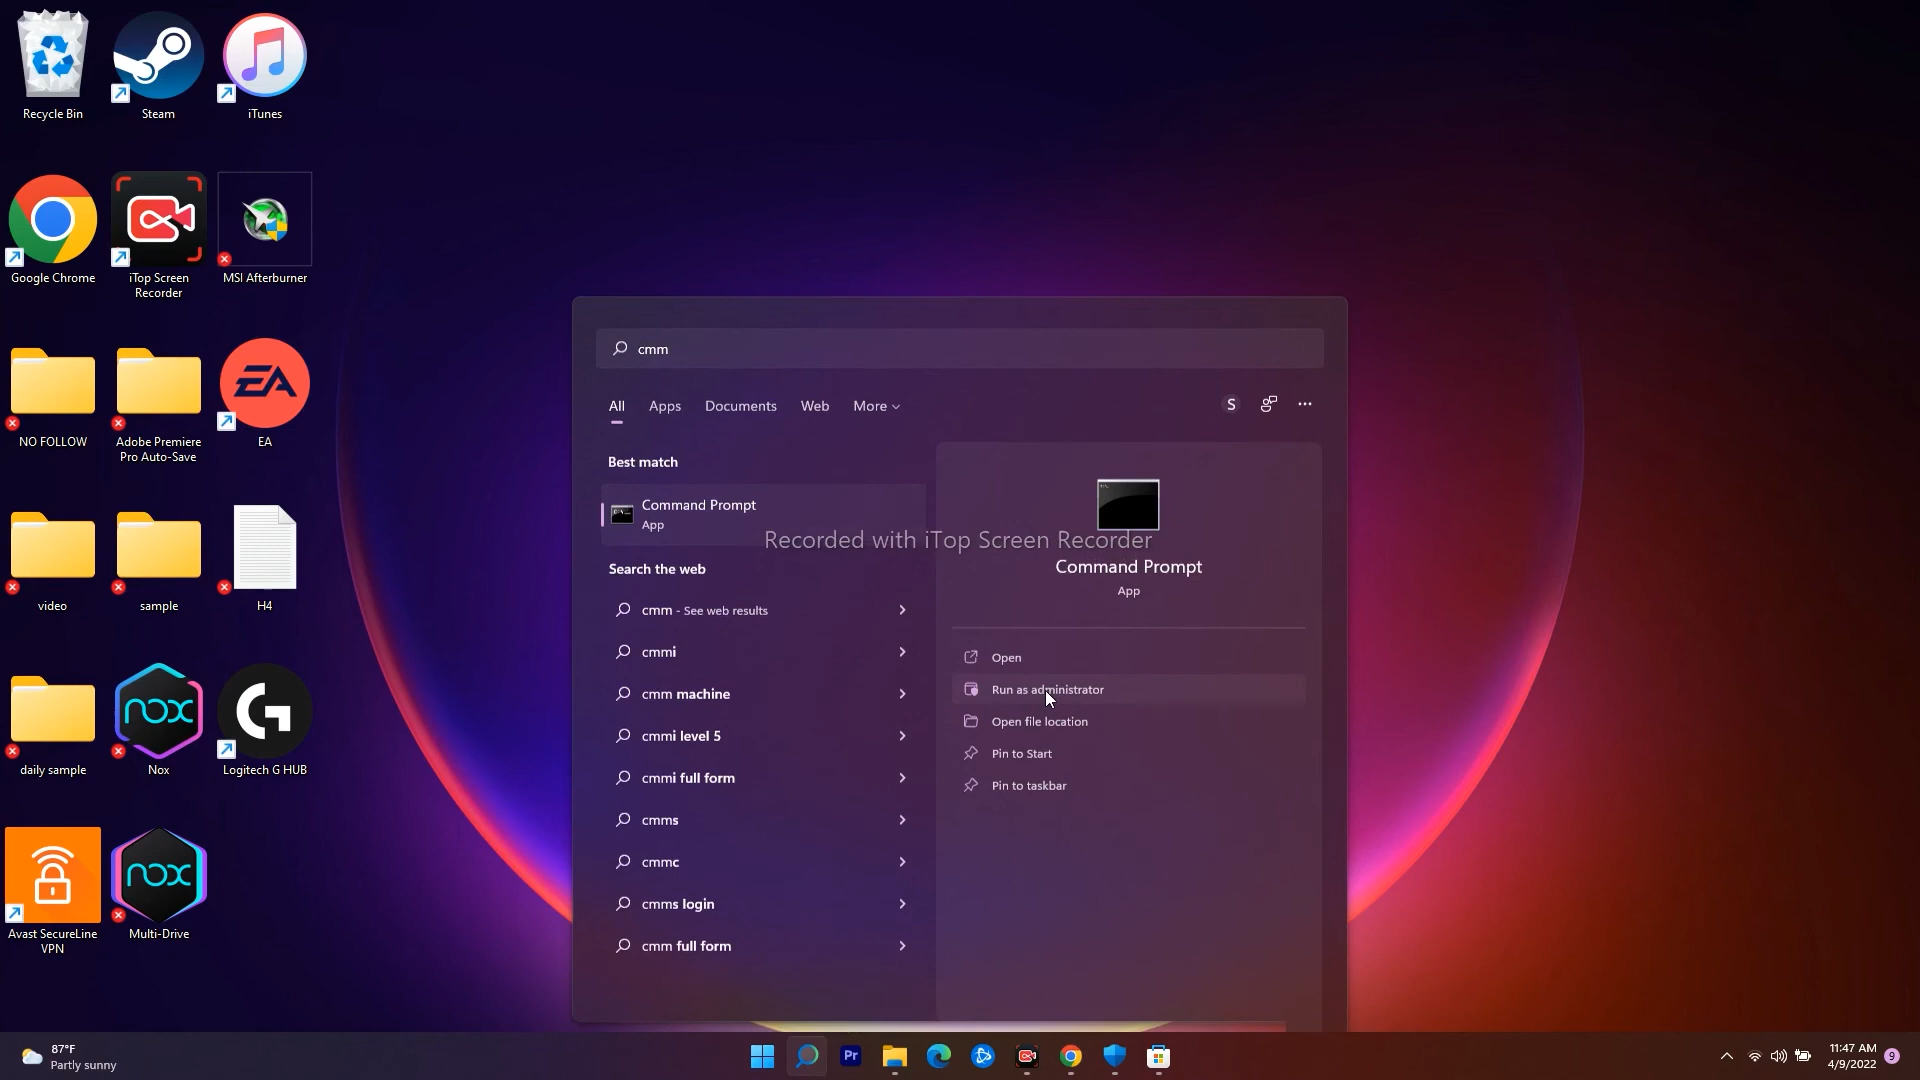 Recycle Bin
Steam
iTunes
Google Chrome
iTop Screen
Recorder
MSI Afterburner
NO FOLLOW
Adobe Premiere
Pro Auto-Save
EA
EA
video
sample
H4
daily sample
nox
Nox
Logitech G HUB
Avast SecureLine
VPN
nox
Multi-Drive
cmm
All
Apps
Documents
Web
More
S
Best match
Command Prompt
App
Search the web
cmm - See web results
cmmi
cmm machine
cmmi level 5
cmmi full form
cmms
cmmc
cmms login
cmm full form
Recorded with iTop Screen Recorder
Command Prompt
App
Open
Run as administrator
Open file location
Pin to Start
Pin to taskbar
87°F
Partly sunny
Pr
11:47 AM
4/9/2022
9